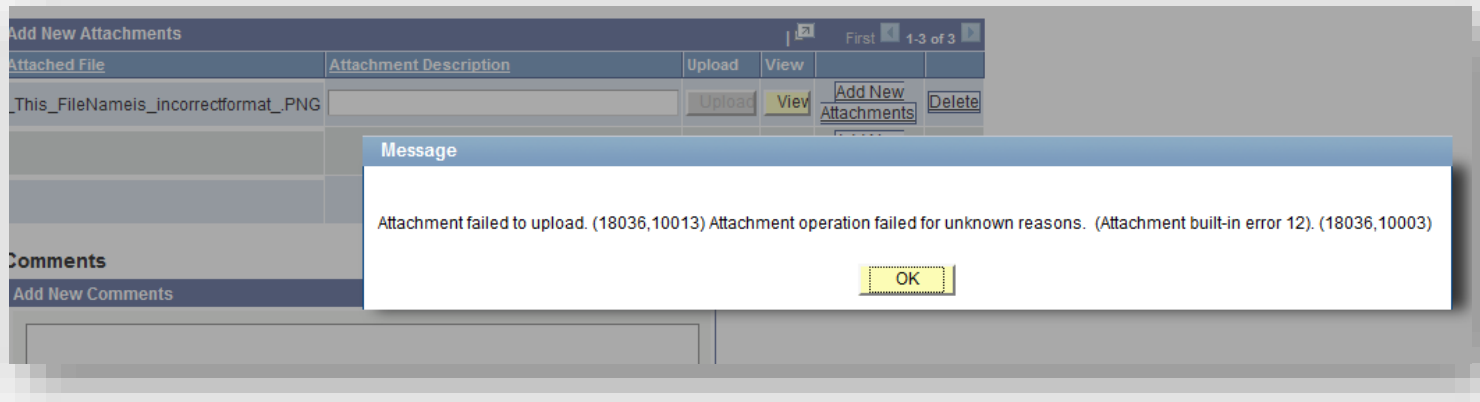 Add New Attachments | First 1-3 of 3
Attached File Attachment Description Upload View
_This_FileNameis_incorrectformat_.PNG Upload View Add New Attachments Delete
Message
Attachment failed to upload. (18036,10013) Attachment operation failed for unknown reasons. (Attachment built-in error 12). (18036,10003)
OK
Comments
Add New Comments